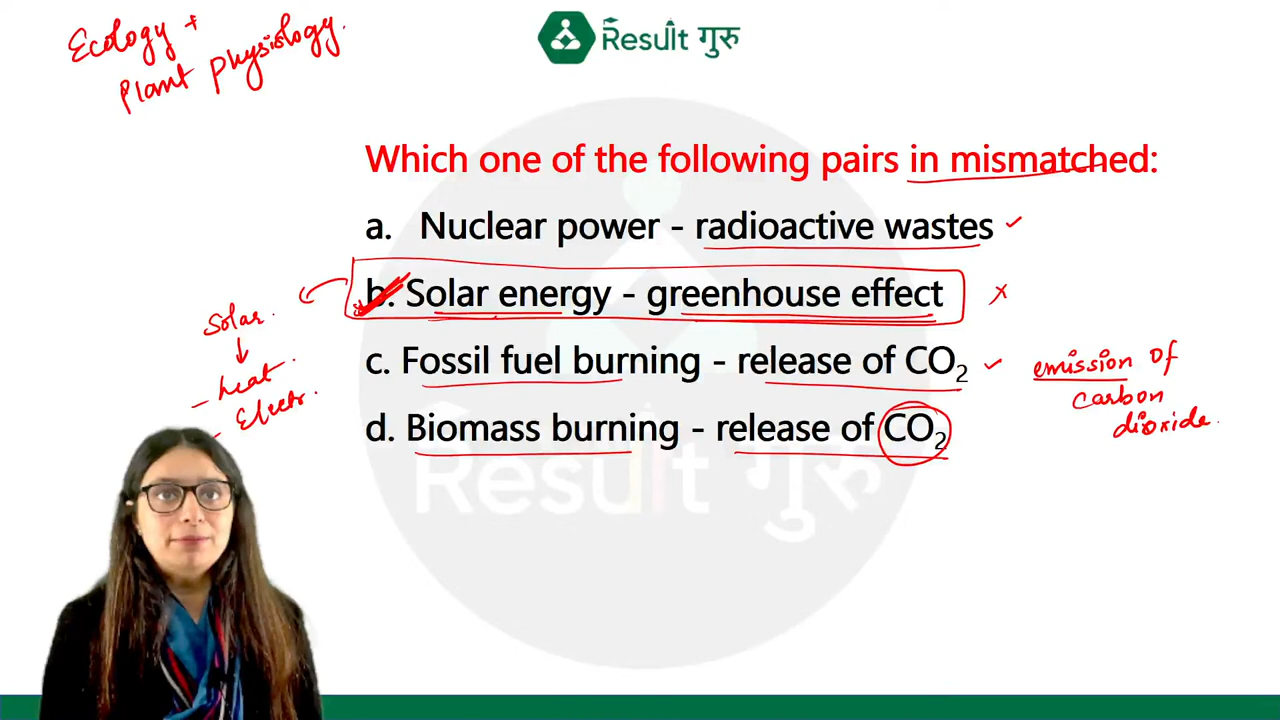 Ecology +
Plant Physiology.
Result गुरु
Which one of the following pairs in mismatched:
a. Nuclear power - radioactive wastes
b. Solar energy - greenhouse effect
c. Fossil fuel burning - release of CO₂
d. Biomass burning - release of CO₂
Solar.
- heat.
- Electr.
emission of
carbon
dioxide.
Result गुरु